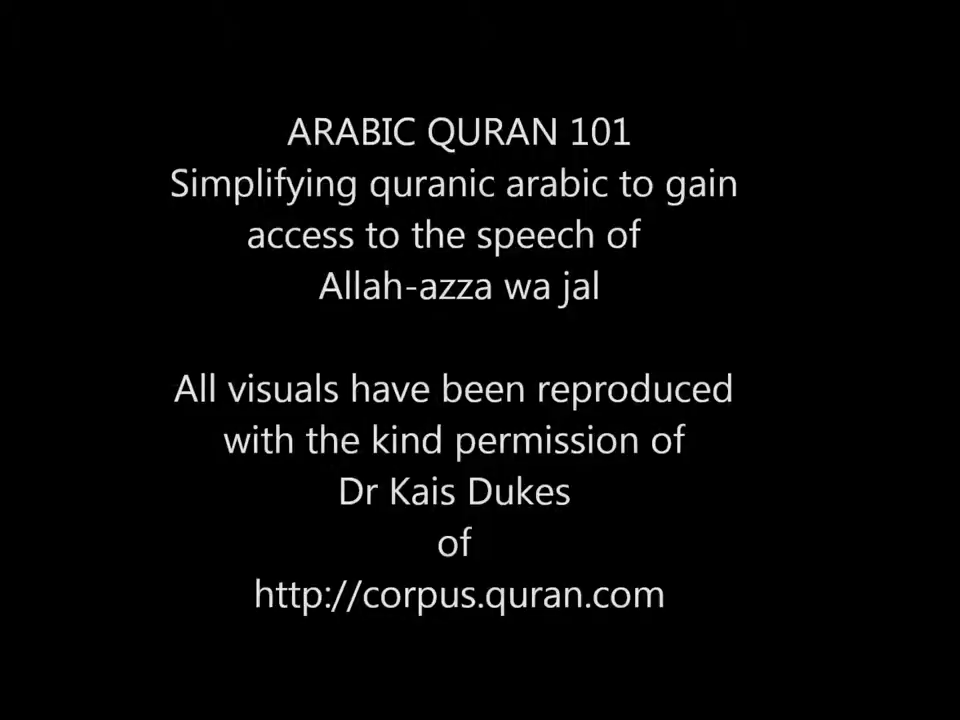 ARABIC QURAN 101
Simplifying quranic arabic to gain
access to the speech of
Allah-azza wa jal
All visuals have been reproduced
with the kind permission of
Dr Kais Dukes
of
http://corpus.quran.com